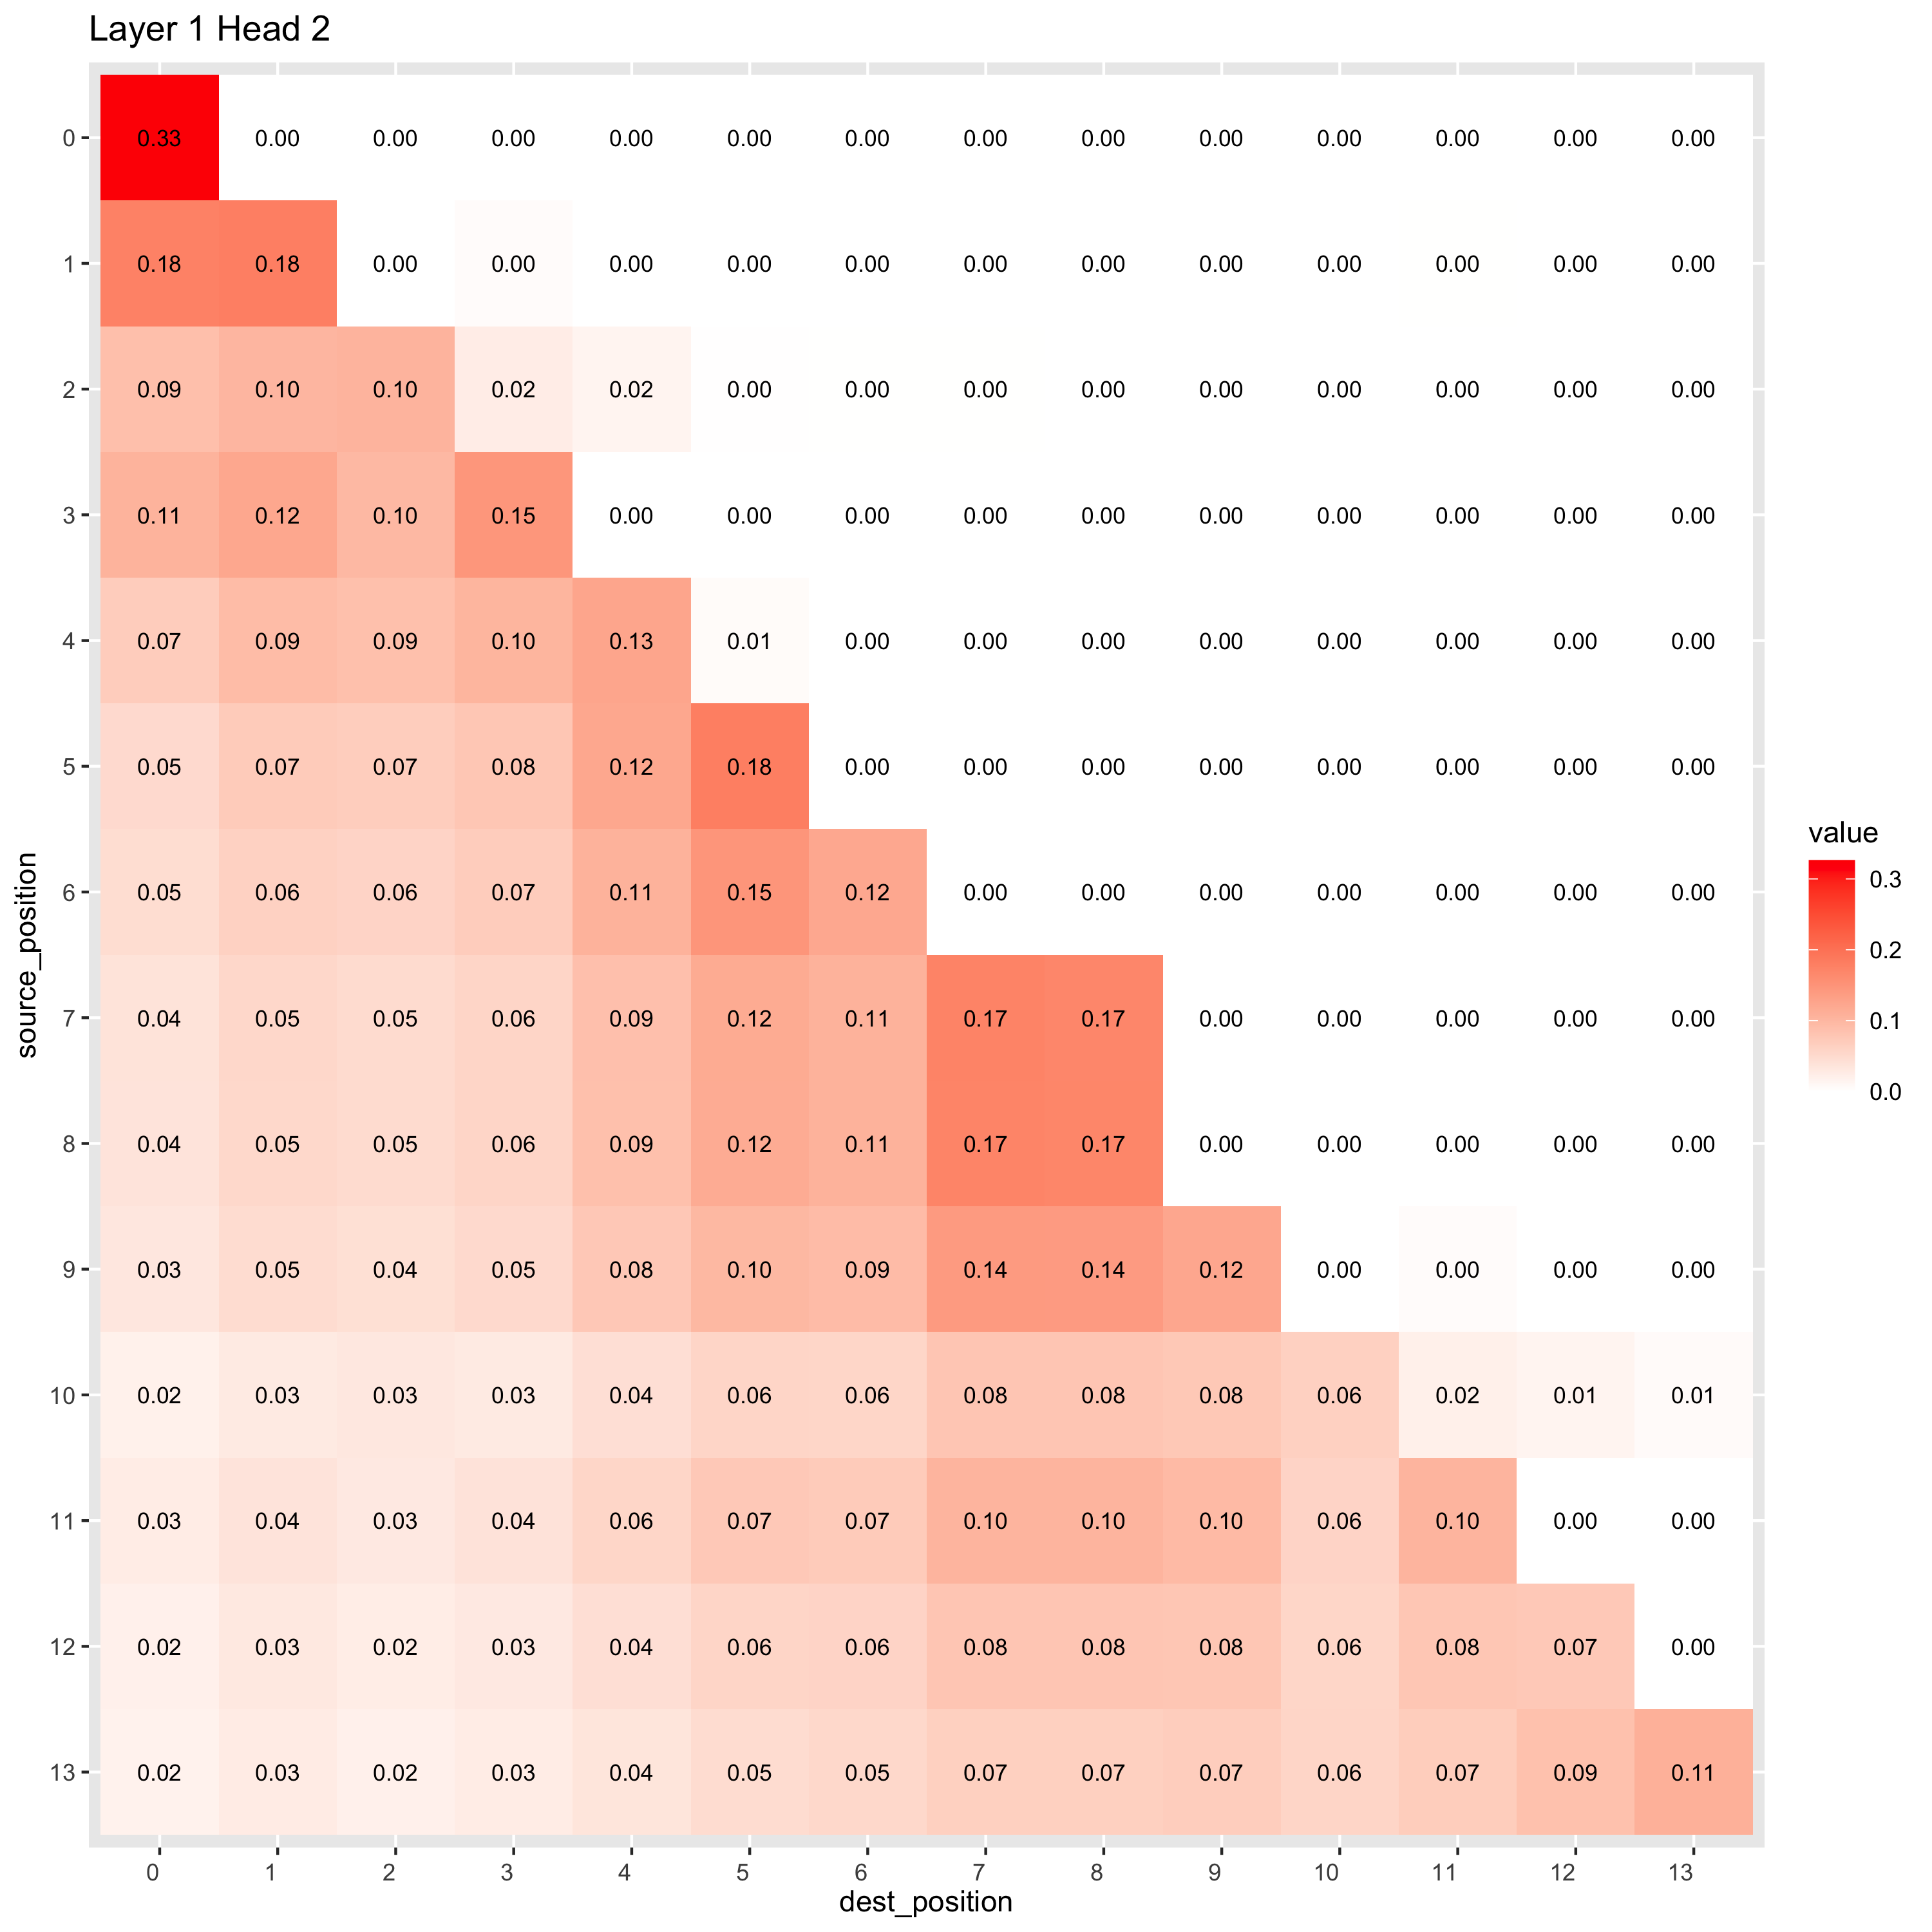 Layer 1 Head 2
0 0.33 0.00 0.00 0.00 0.00 0.00 0.00 0.00 0.00 0.00 0.00 0.00 0.00 0.00
1 0.18 0.18 0.00 0.00 0.00 0.00 0.00 0.00 0.00 0.00 0.00 0.00 0.00 0.00
2 0.09 0.10 0.10 0.02 0.02 0.00 0.00 0.00 0.00 0.00 0.00 0.00 0.00 0.00
3 0.11 0.12 0.10 0.15 0.00 0.00 0.00 0.00 0.00 0.00 0.00 0.00 0.00 0.00
4 0.07 0.09 0.09 0.10 0.13 0.01 0.00 0.00 0.00 0.00 0.00 0.00 0.00 0.00
5 0.05 0.07 0.07 0.08 0.12 0.18 0.00 0.00 0.00 0.00 0.00 0.00 0.00 0.00
6 0.05 0.06 0.06 0.07 0.11 0.15 0.12 0.00 0.00 0.00 0.00 0.00 0.00 0.00
7 0.04 0.05 0.05 0.06 0.09 0.12 0.11 0.17 0.17 0.00 0.00 0.00 0.00 0.00
8 0.04 0.05 0.05 0.06 0.09 0.12 0.11 0.17 0.17 0.00 0.00 0.00 0.00 0.00
9 0.03 0.05 0.04 0.05 0.08 0.10 0.09 0.14 0.14 0.12 0.00 0.00 0.00 0.00
10 0.02 0.03 0.03 0.03 0.04 0.06 0.06 0.08 0.08 0.08 0.06 0.02 0.01 0.01
11 0.03 0.04 0.03 0.04 0.06 0.07 0.07 0.10 0.10 0.10 0.06 0.10 0.00 0.00
12 0.02 0.03 0.02 0.03 0.04 0.06 0.06 0.08 0.08 0.08 0.06 0.08 0.07 0.00
13 0.02 0.03 0.02 0.03 0.04 0.05 0.05 0.07 0.07 0.07 0.06 0.07 0.09 0.11
0 1 2 3 4 5 6 7 8 9 10 11 12 13
dest_position
source_position
value
0.3
0.2
0.1
0.0